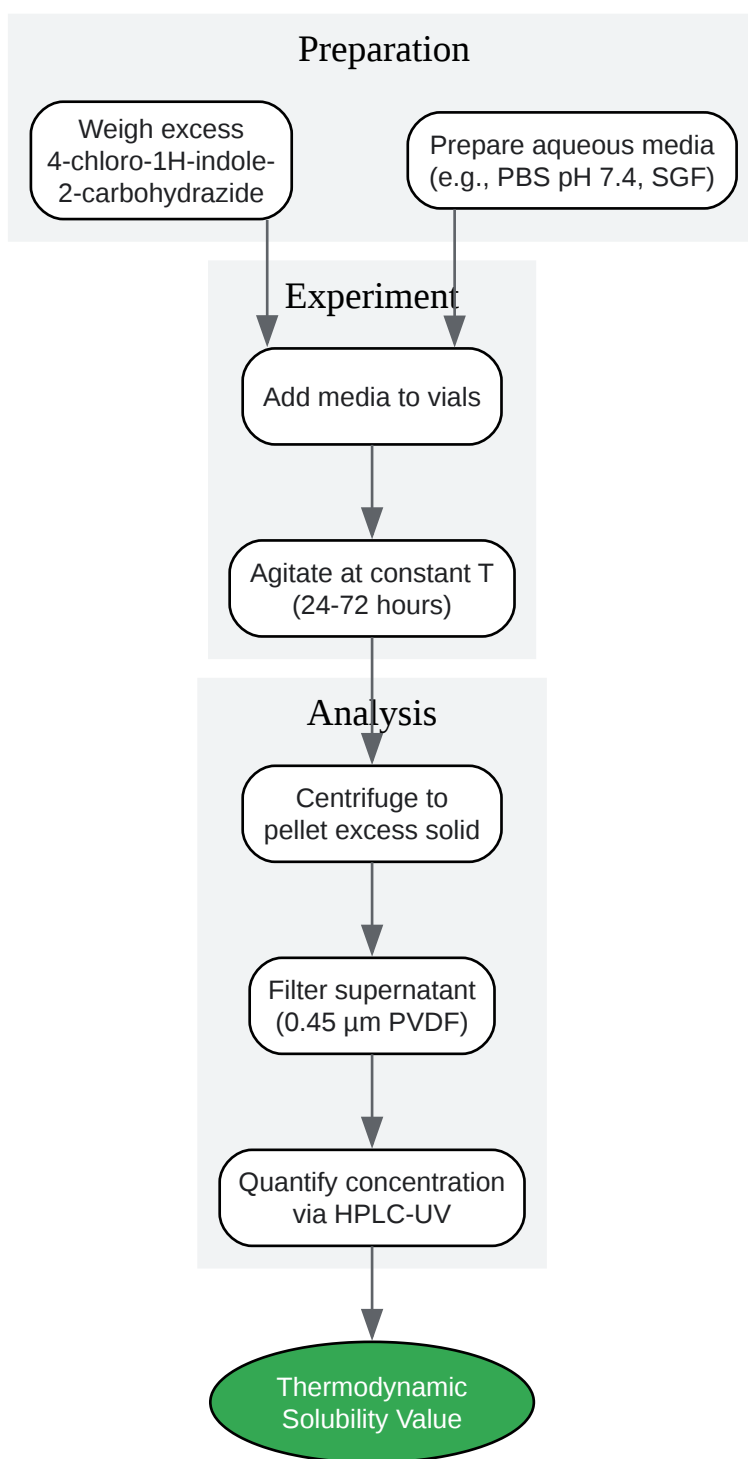 Preparation
Weigh excess
4-chloro-1H-indole-
2-carbohydrazide
Prepare aqueous media
(e.g., PBS pH 7.4, SGF)
Experiment
Add media to vials
Agitate at constant T
(24-72 hours)
Analysis
Centrifuge to
pellet excess solid
Filter supernatant
(0.45 µm PVDF)
Quantify concentration
via HPLC-UV
Thermodynamic
Solubility Value